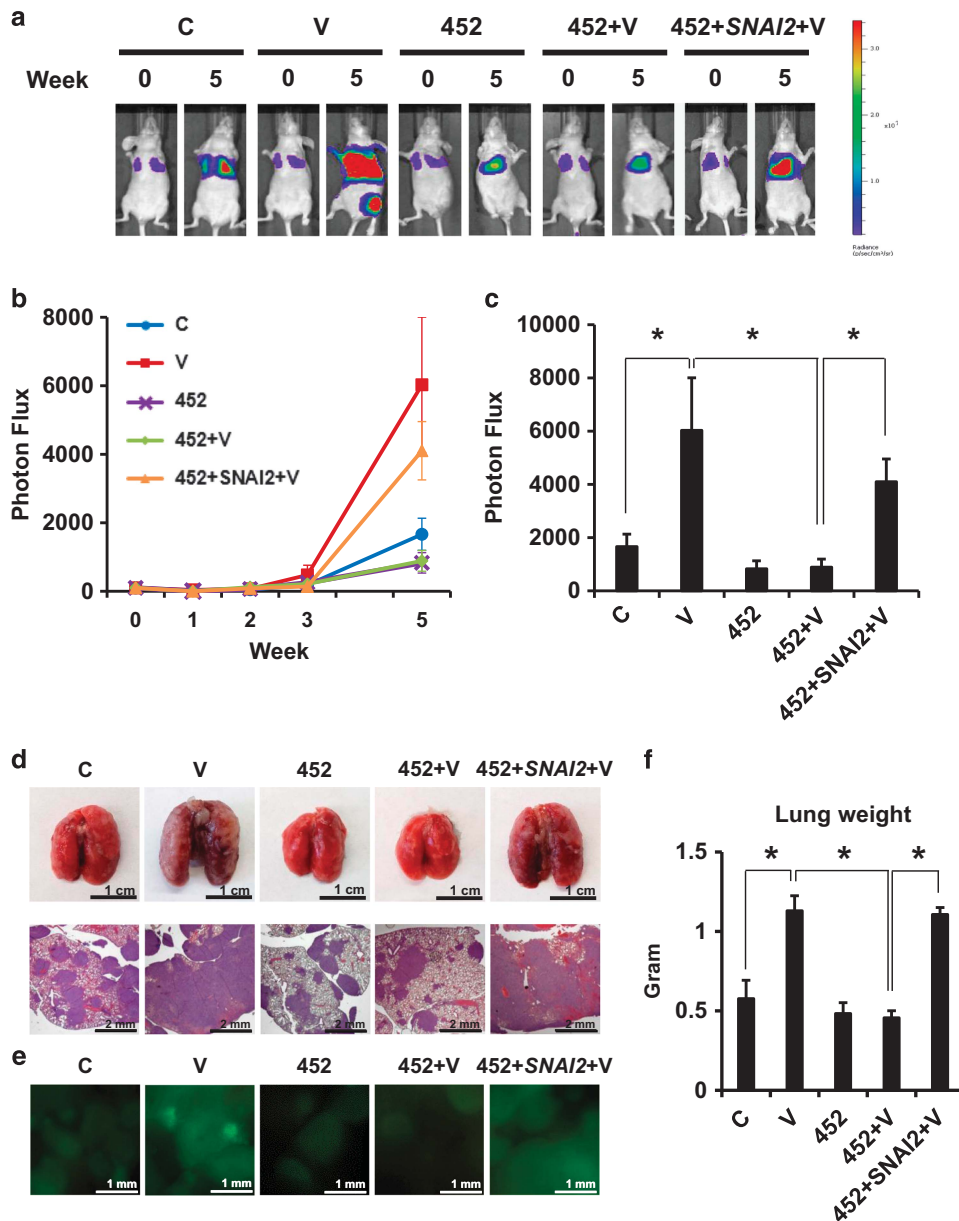 a
C V 452 452+V 452+SNAI2+V
Week 0 5 0 5 0 5 0 5 0 5
3.0
2.0
x10⁷
1.0
Radiance
(p/sec/cm²/sr)
b
8000
6000
4000
2000
0
Photon Flux
C
V
452
452+V
452+SNAI2+V
0 1 2 3 5
Week
c
10000
8000
6000
4000
2000
0
Photon Flux
* * *
C V 452 452+V 452+SNAI2+V
d
C V 452 452+V 452+SNAI2+V
1 cm 1 cm 1 cm 1 cm 1 cm
2 mm 2 mm 2 mm 2 mm 2 mm
e
C V 452 452+V 452+SNAI2+V
1 mm 1 mm 1 mm 1 mm 1 mm
f
Lung weight
1.5
1
0.5
0
Gram
* * *
C V 452 452+V 452+SNAI2+V